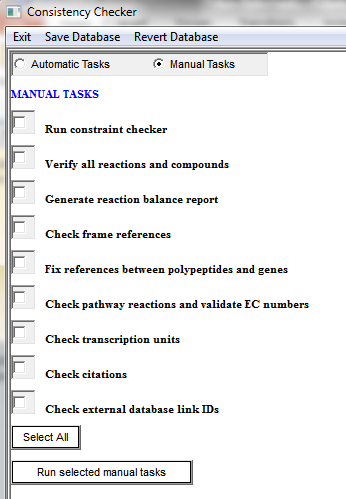 Consistency Checker
Exit Save Database Revert Database
Automatic Tasks Manual Tasks
MANUAL TASKS
Run constraint checker
Verify all reactions and compounds
Generate reaction balance report
Check frame references
Fix references between polypeptides and genes
Check pathway reactions and validate EC numbers
Check transcription units
Check citations
Check external database link IDs
Select All
Run selected manual tasks